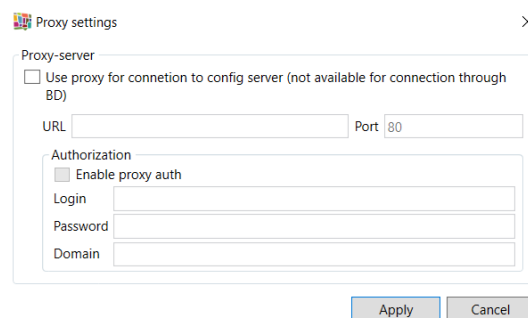 Proxy settings
Proxy-server
Use proxy for connetion to config server (not available for connection through
BD)
URL Port 80
Authorization
Enable proxy auth
Login
Password
Domain
Apply Cancel